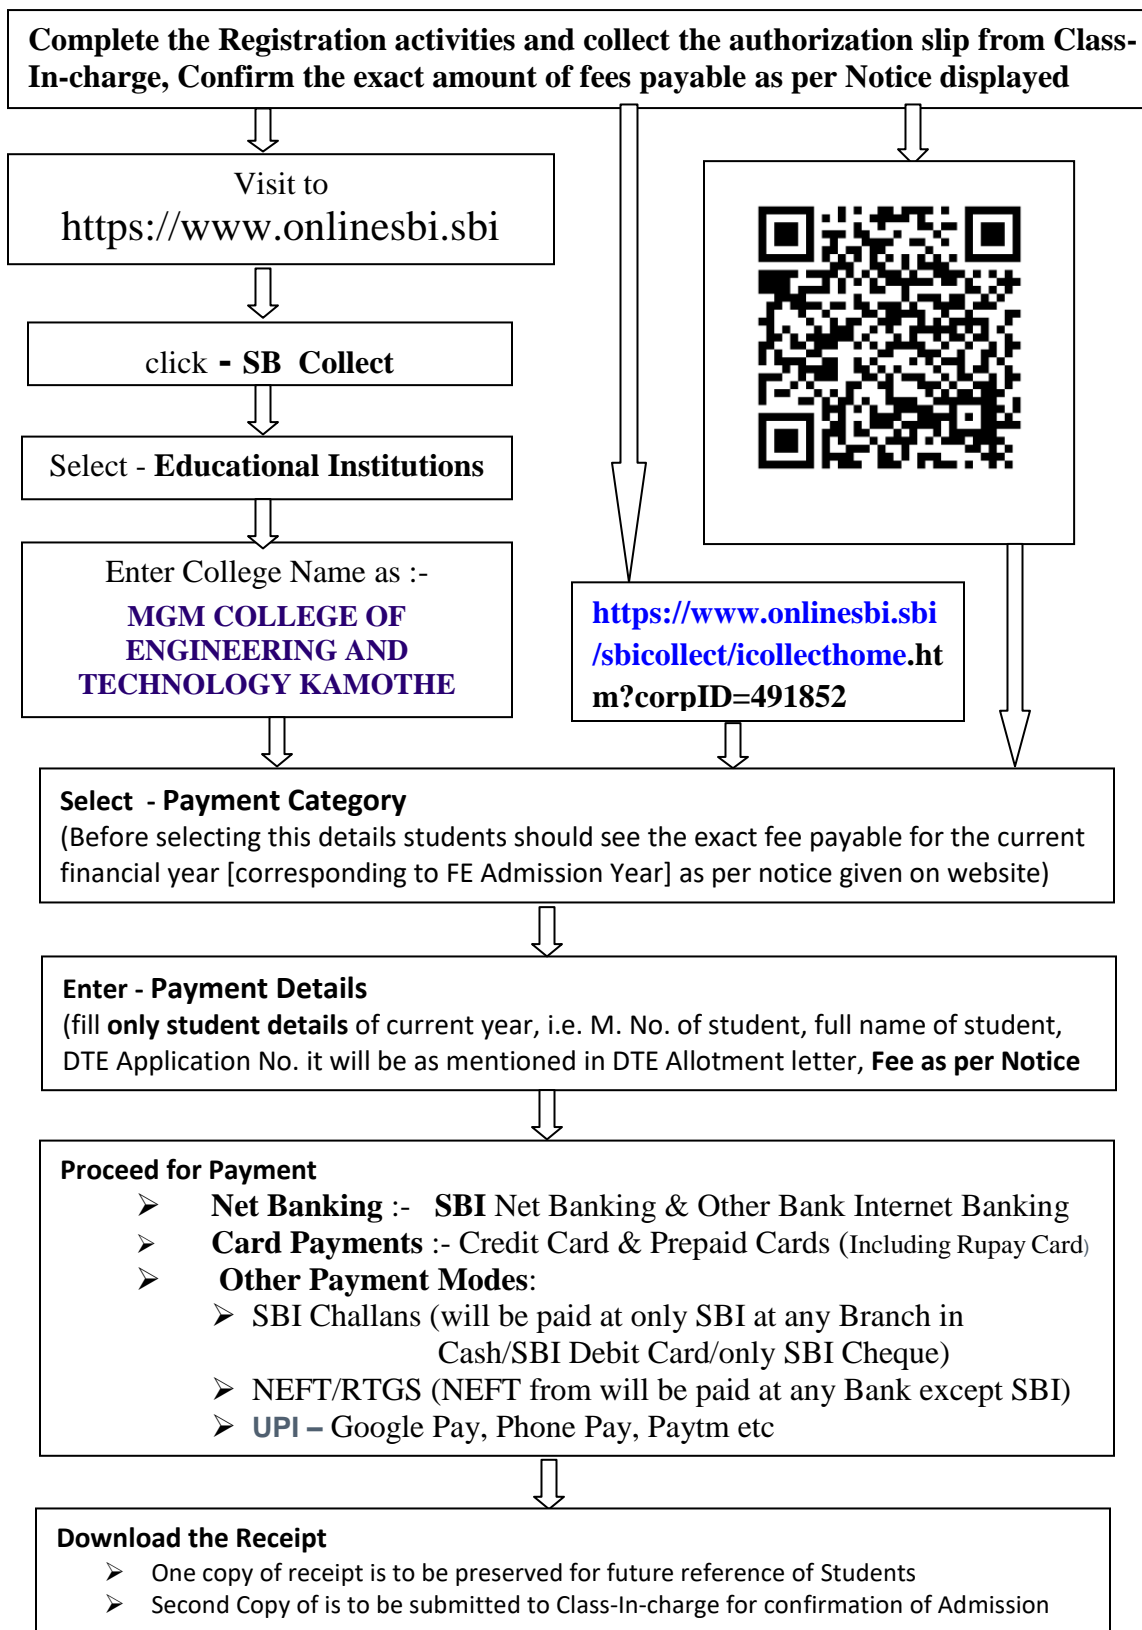 Complete the Registration activities and collect the authorization slip from Class-
In-charge, Confirm the exact amount of fees payable as per Notice displayed
Visit to
https://www.onlinesbi.sbi
click - SB Collect
Select - Educational Institutions
Enter College Name as :-
MGM COLLEGE OF
ENGINEERING AND
TECHNOLOGY KAMOTHE
https://www.onlinesbi.sbi
/sbicollect/icollecthome.ht
m?corpID=491852
Select - Payment Category
(Before selecting this details students should see the exact fee payable for the current
financial year [corresponding to FE Admission Year] as per notice given on website)
Enter - Payment Details
(fill only student details of current year, i.e. M. No. of student, full name of student,
DTE Application No. it will be as mentioned in DTE Allotment letter, Fee as per Notice
Proceed for Payment
➢ Net Banking :- SBI Net Banking & Other Bank Internet Banking
➢ Card Payments :- Credit Card & Prepaid Cards (Including Rupay Card)
➢ Other Payment Modes:
➢ SBI Challans (will be paid at only SBI at any Branch in
Cash/SBI Debit Card/only SBI Cheque)
➢ NEFT/RTGS (NEFT from will be paid at any Bank except SBI)
➢ UPI – Google Pay, Phone Pay, Paytm etc
Download the Receipt
➢ One copy of receipt is to be preserved for future reference of Students
➢ Second Copy of is to be submitted to Class-In-charge for confirmation of Admission